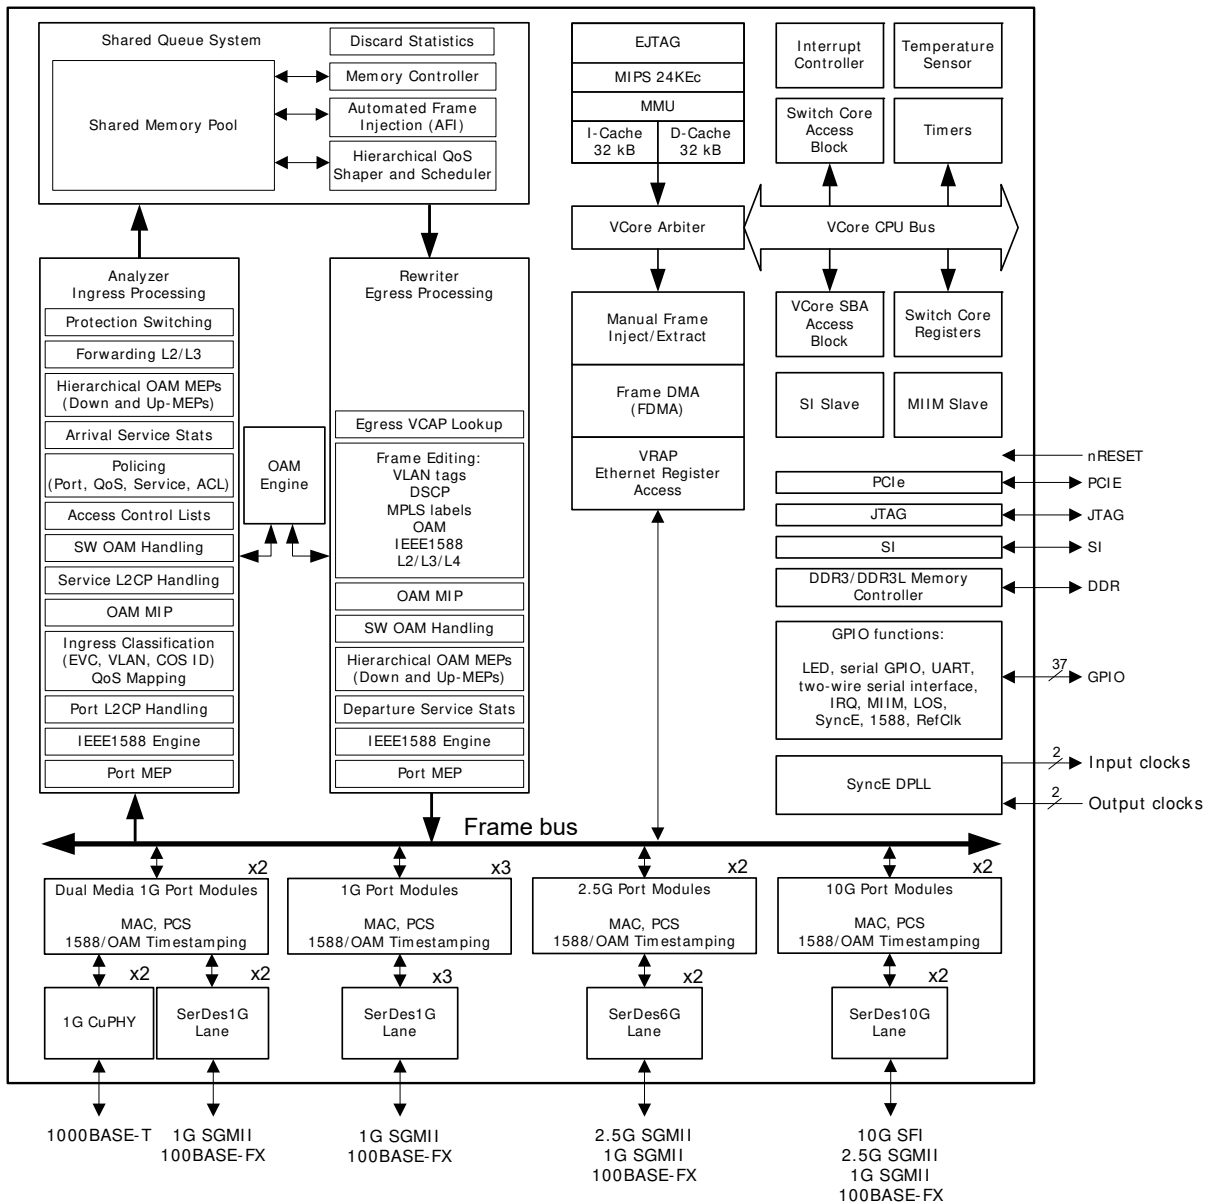 Shared Queue System
Shared Memory Pool
Discard Statistics
Memory Controller
Automated Frame
Injection (AFI)
Hierarchical QoS
Shaper and Scheduler
EJTAG
MIPS 24KEc
MMU
I-Cache
32 kB
D-Cache
32 kB
Interrupt
Controller
Temperature
Sensor
Switch Core
Access
Block
Timers
VCore Arbiter
VCore CPU Bus
Analyzer
Ingress Processing
Protection Switching
Forwarding L2/L3
Hierarchical OAM MEPs
(Down and Up-MEPs)
Arrival Service Stats
Policing
(Port, QoS, Service, ACL)
Access Control Lists
SW OAM Handling
Service L2CP Handling
OAM MIP
Ingress Classification
(EVC, VLAN, COS ID)
QoS Mapping
Port L2CP Handling
IEEE1588 Engine
Port MEP
OAM
Engine
Rewriter
Egress Processing
Egress VCAP Lookup
Frame Editing:
VLAN tags
DSCP
MPLS labels
OAM
IEEE1588
L2/L3/L4
OAM MIP
SW OAM Handling
Hierarchical OAM MEPs
(Down and Up-MEPs)
Departure Service Stats
IEEE1588 Engine
Port MEP
Manual Frame
Inject/Extract
Frame DMA
(FDMA)
VRAP
Ethernet Register
Access
VCore SBA
Access
Block
Switch Core
Registers
SI Slave
MIIM Slave
nRESET
PCIe
PCIE
JTAG
JTAG
SI
SI
DDR3/DDR3L Memory
Controller
DDR
GPIO functions:
LED, serial GPIO, UART,
two-wire serial interface,
IRQ, MIIM, LOS,
SyncE, 1588, RefClk
37
GPIO
SyncE DPLL
2
Input clocks
2
Output clocks
Frame bus
x2
Dual Media 1G Port Modules
MAC, PCS
1588/OAM Timestamping
x3
1G Port Modules
MAC, PCS
1588/OAM Timestamping
x2
2.5G Port Modules
MAC, PCS
1588/OAM Timestamping
x2
10G Port Modules
MAC, PCS
1588/OAM Timestamping
x2
1G CuPHY
x2
SerDes1G
Lane
x3
SerDes1G
Lane
x2
SerDes6G
Lane
x2
SerDes10G
Lane
1000BASE-T
1G SGMII
100BASE-FX
1G SGMII
100BASE-FX
2.5G SGMII
1G SGMII
100BASE-FX
10G SFI
2.5G SGMII
1G SGMII
100BASE-FX